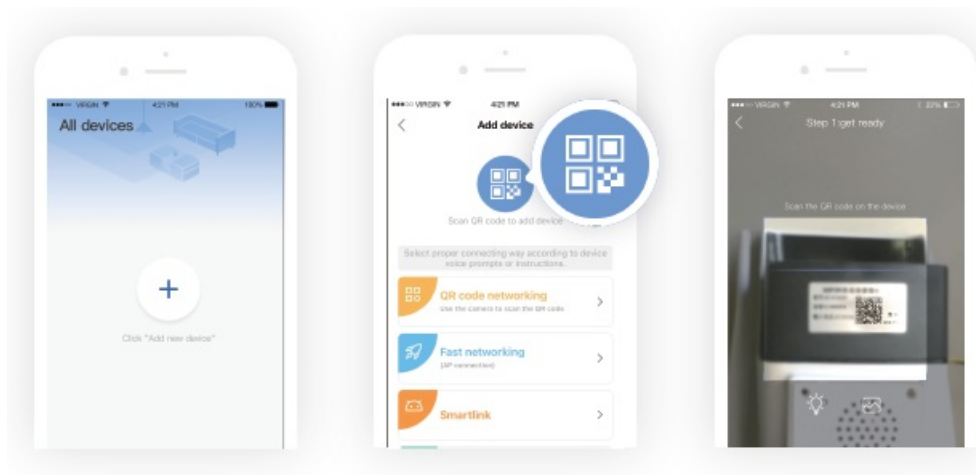 VIRGIN 4:21 PM 100%
All devices
Click "Add new device"
VIRGIN 4:21 PM
Add device
Scan QR code to add device
Select proper connecting way according to device
voice prompts or instructions.
QR code networking
Use the camera to scan the QR code
Fast networking
(AP connection)
Smartlink
VIRGIN 4:21 PM 22%
Step 1:get ready
Scan the QR code on the device